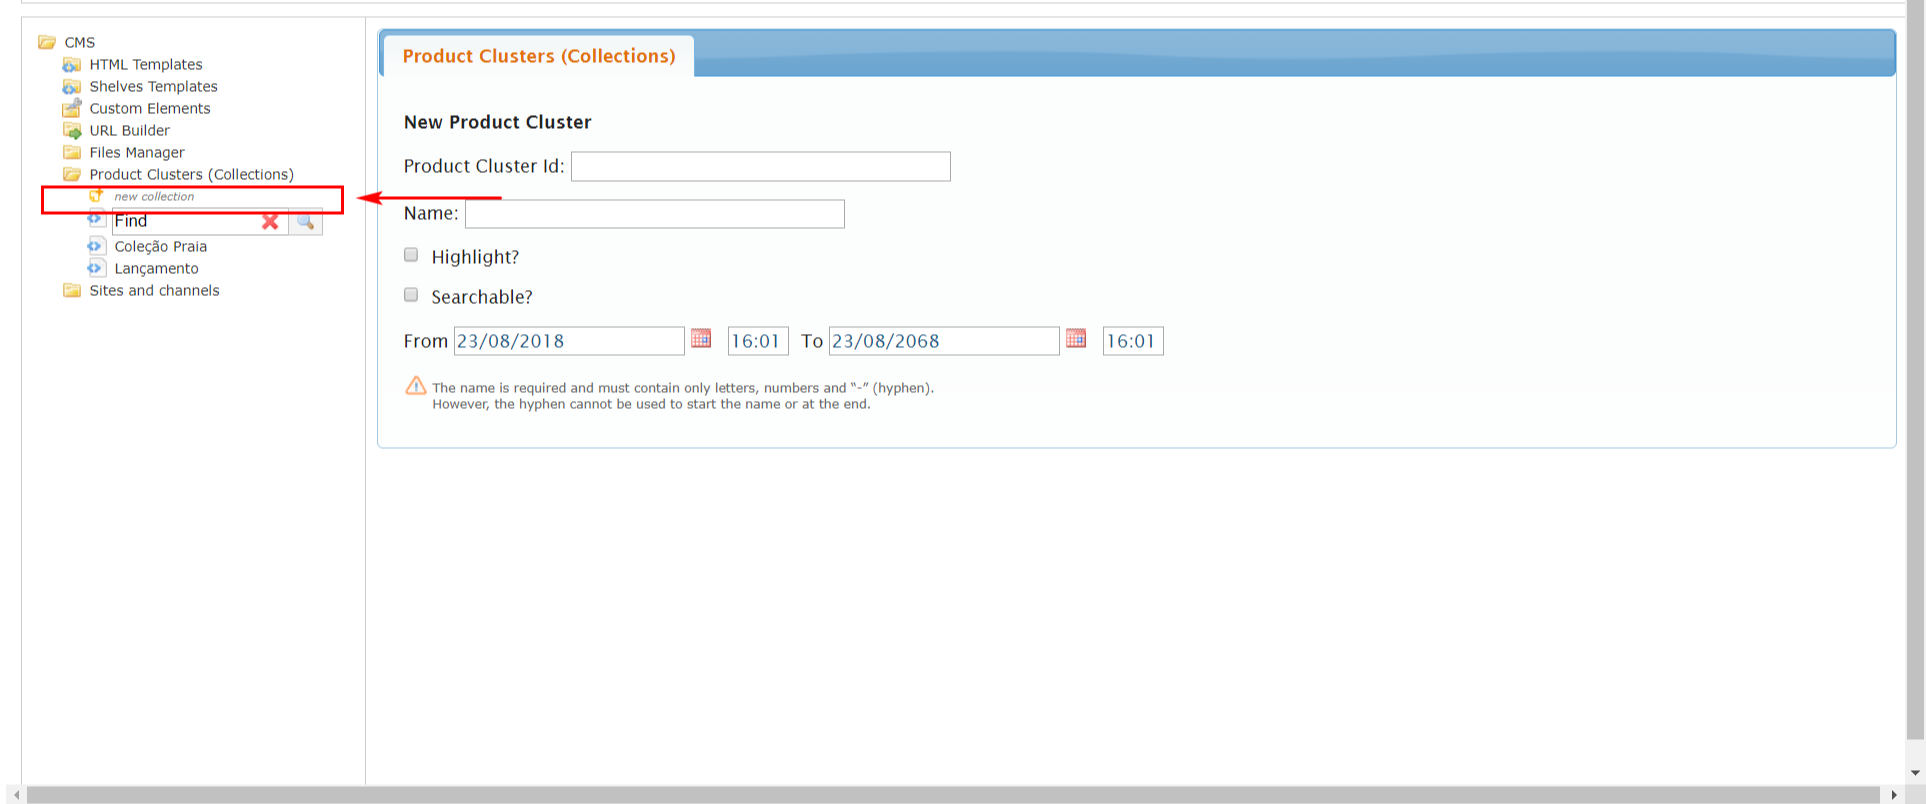 CMS
HTML Templates
Shelves Templates
Custom Elements
URL Builder
Files Manager
Product Clusters (Collections)
new collection
Find
Coleção Praia
Lançamento
Sites and channels
Product Clusters (Collections)
New Product Cluster
Product Cluster Id:
Name:
Highlight?
Searchable?
From 23/08/2018 16:01 To 23/08/2068 16:01
The name is required and must contain only letters, numbers and “-” (hyphen).
However, the hyphen cannot be used to start the name or at the end.